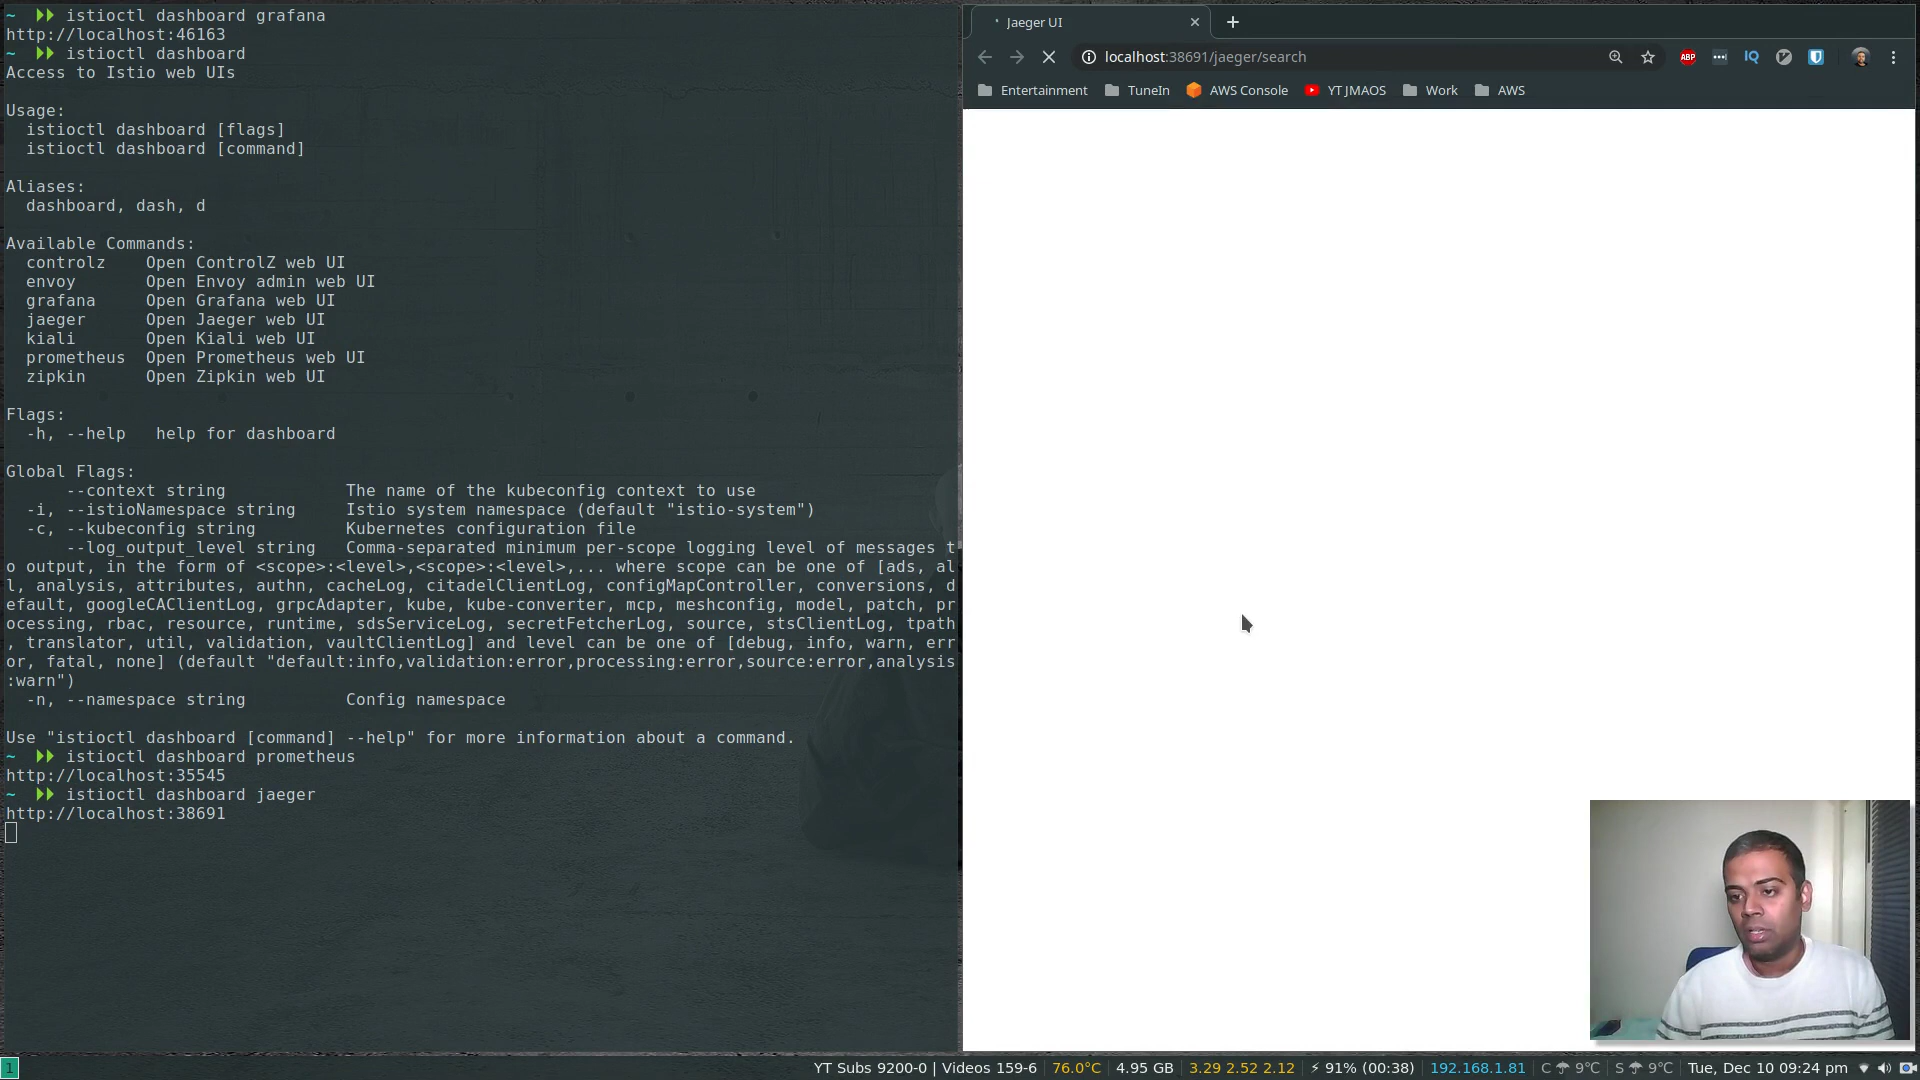 ~ istioctl dashboard grafana
http://localhost:46163
~ istioctl dashboard
Access to Istio web UIs
Usage:
istioctl dashboard [flags]
istioctl dashboard [command]
Aliases:
dashboard, dash, d
Available Commands:
controlz Open ControlZ web UI
envoy Open Envoy admin web UI
grafana Open Grafana web UI
jaeger Open Jaeger web UI
kiali Open Kiali web UI
prometheus Open Prometheus web UI
zipkin Open Zipkin web UI
Flags:
-h, --help help for dashboard
Global Flags:
--context string The name of the kubeconfig context to use
-i, --istioNamespace string Istio system namespace (default "istio-system")
-c, --kubeconfig string Kubernetes configuration file
--log_output_level string Comma-separated minimum per-scope logging level of messages t
o output, in the form of <scope>:<level>,<scope>:<level>,... where scope can be one of [ads, al
l, analysis, attributes, authn, cacheLog, citadelClientLog, configMapController, conversions, d
efault, googleCAClientLog, grpcAdapter, kube, kube-converter, mcp, meshconfig, model, patch, pr
ocessing, rbac, resource, runtime, sdsServiceLog, secretFetcherLog, source, stsClientLog, tpath
, translator, util, validation, vaultClientLog] and level can be one of [debug, info, warn, err
or, fatal, none] (default "default:info,validation:error,processing:error,source:error,analysis
:warn")
-n, --namespace string Config namespace
Use "istioctl dashboard [command] --help" for more information about a command.
~ istioctl dashboard prometheus
http://localhost:35545
~ istioctl dashboard jaeger
http://localhost:38691
Jaeger UI
localhost:38691/jaeger/search
ABP
IQ
Entertainment TuneIn AWS Console YT JMAOS Work AWS
1
YT Subs 9200-0 | Videos 159-6 | 76.0°C | 4.95 GB | 3.29 2.52 2.12 | ⚡ 91% (00:38) | 192.168.1.81 | C ☂ 9°C | S ☂ 9°C | Tue, Dec 10 09:24 pm